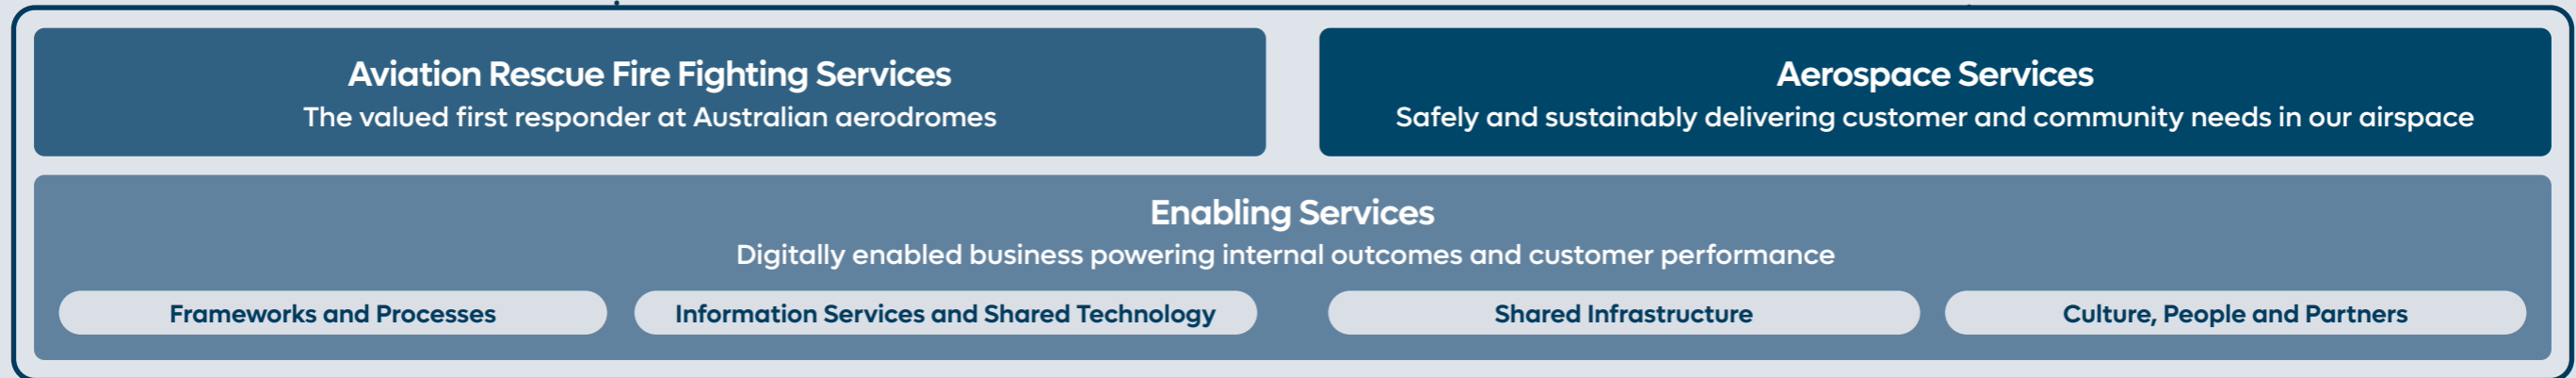 Aviation Rescue Fire Fighting Services
The valued first responder at Australian aerodromes
Aerospace Services
Safely and sustainably delivering customer and community needs in our airspace
Enabling Services
Digitally enabled business powering internal outcomes and customer performance
Frameworks and Processes
Information Services and Shared Technology
Shared Infrastructure
Culture, People and Partners